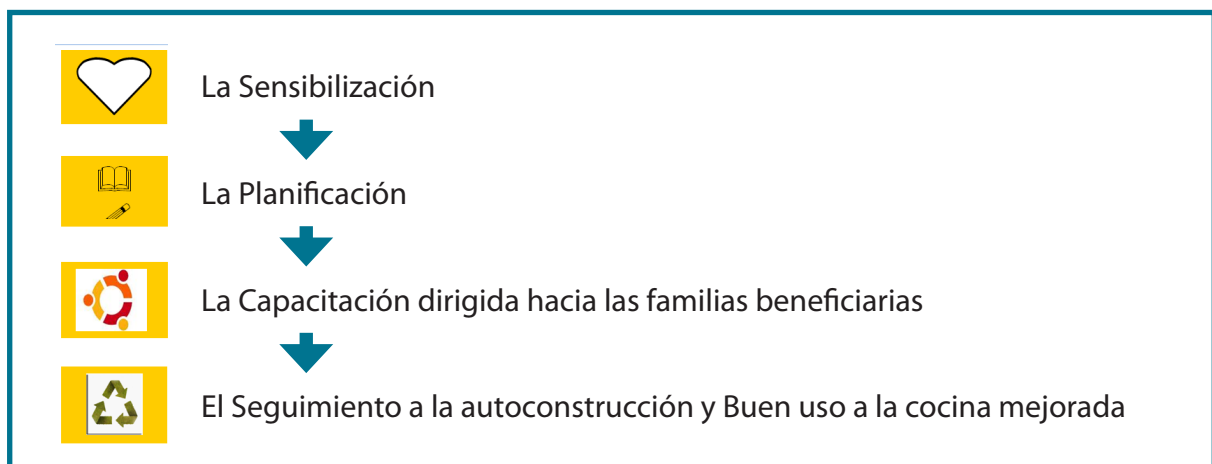 La Sensibilización
La Planificación
La Capacitación dirigida hacia las familias beneficiarias
El Seguimiento a la autoconstrucción y Buen uso a la cocina mejorada